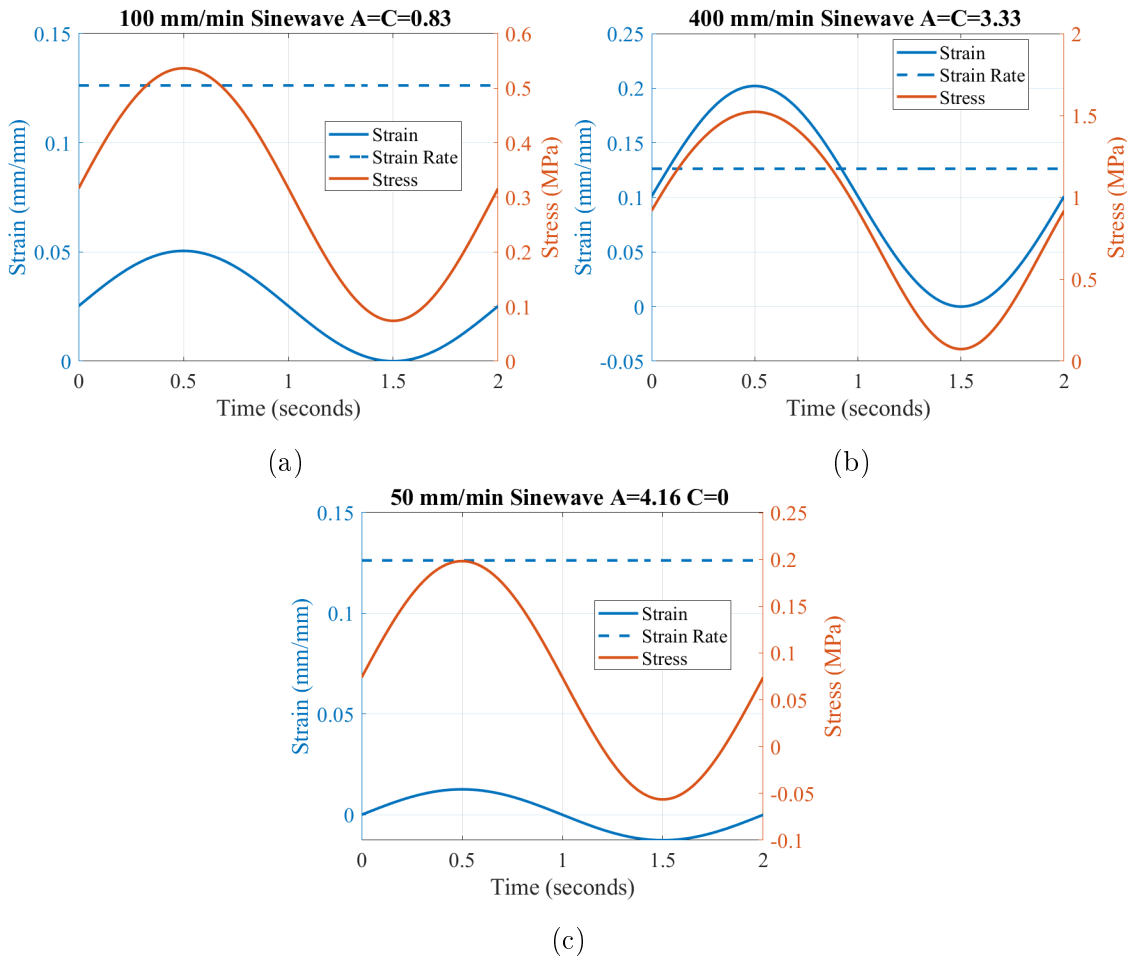 100 mm/min Sinewave A=C=0.83
0.15
0.1
0.05
0
Strain (mm/mm)
0.6
0.5
0.4
0.3
0.2
0.1
0
Stress (MPa)
Strain
Strain Rate
Stress
0 0.5 1 1.5 2
Time (seconds)
(a)
400 mm/min Sinewave A=C=3.33
0.25
0.2
0.15
0.1
0.05
0
-0.05
Strain (mm/mm)
2
1.5
1
0.5
0
Stress (MPa)
Strain
Strain Rate
Stress
0 0.5 1 1.5 2
Time (seconds)
(b)
50 mm/min Sinewave A=4.16 C=0
0.15
0.1
0.05
0
Strain (mm/mm)
0.25
0.2
0.15
0.1
0.05
0
-0.05
-0.1
Stress (MPa)
Strain
Strain Rate
Stress
0 0.5 1 1.5 2
Time (seconds)
(c)